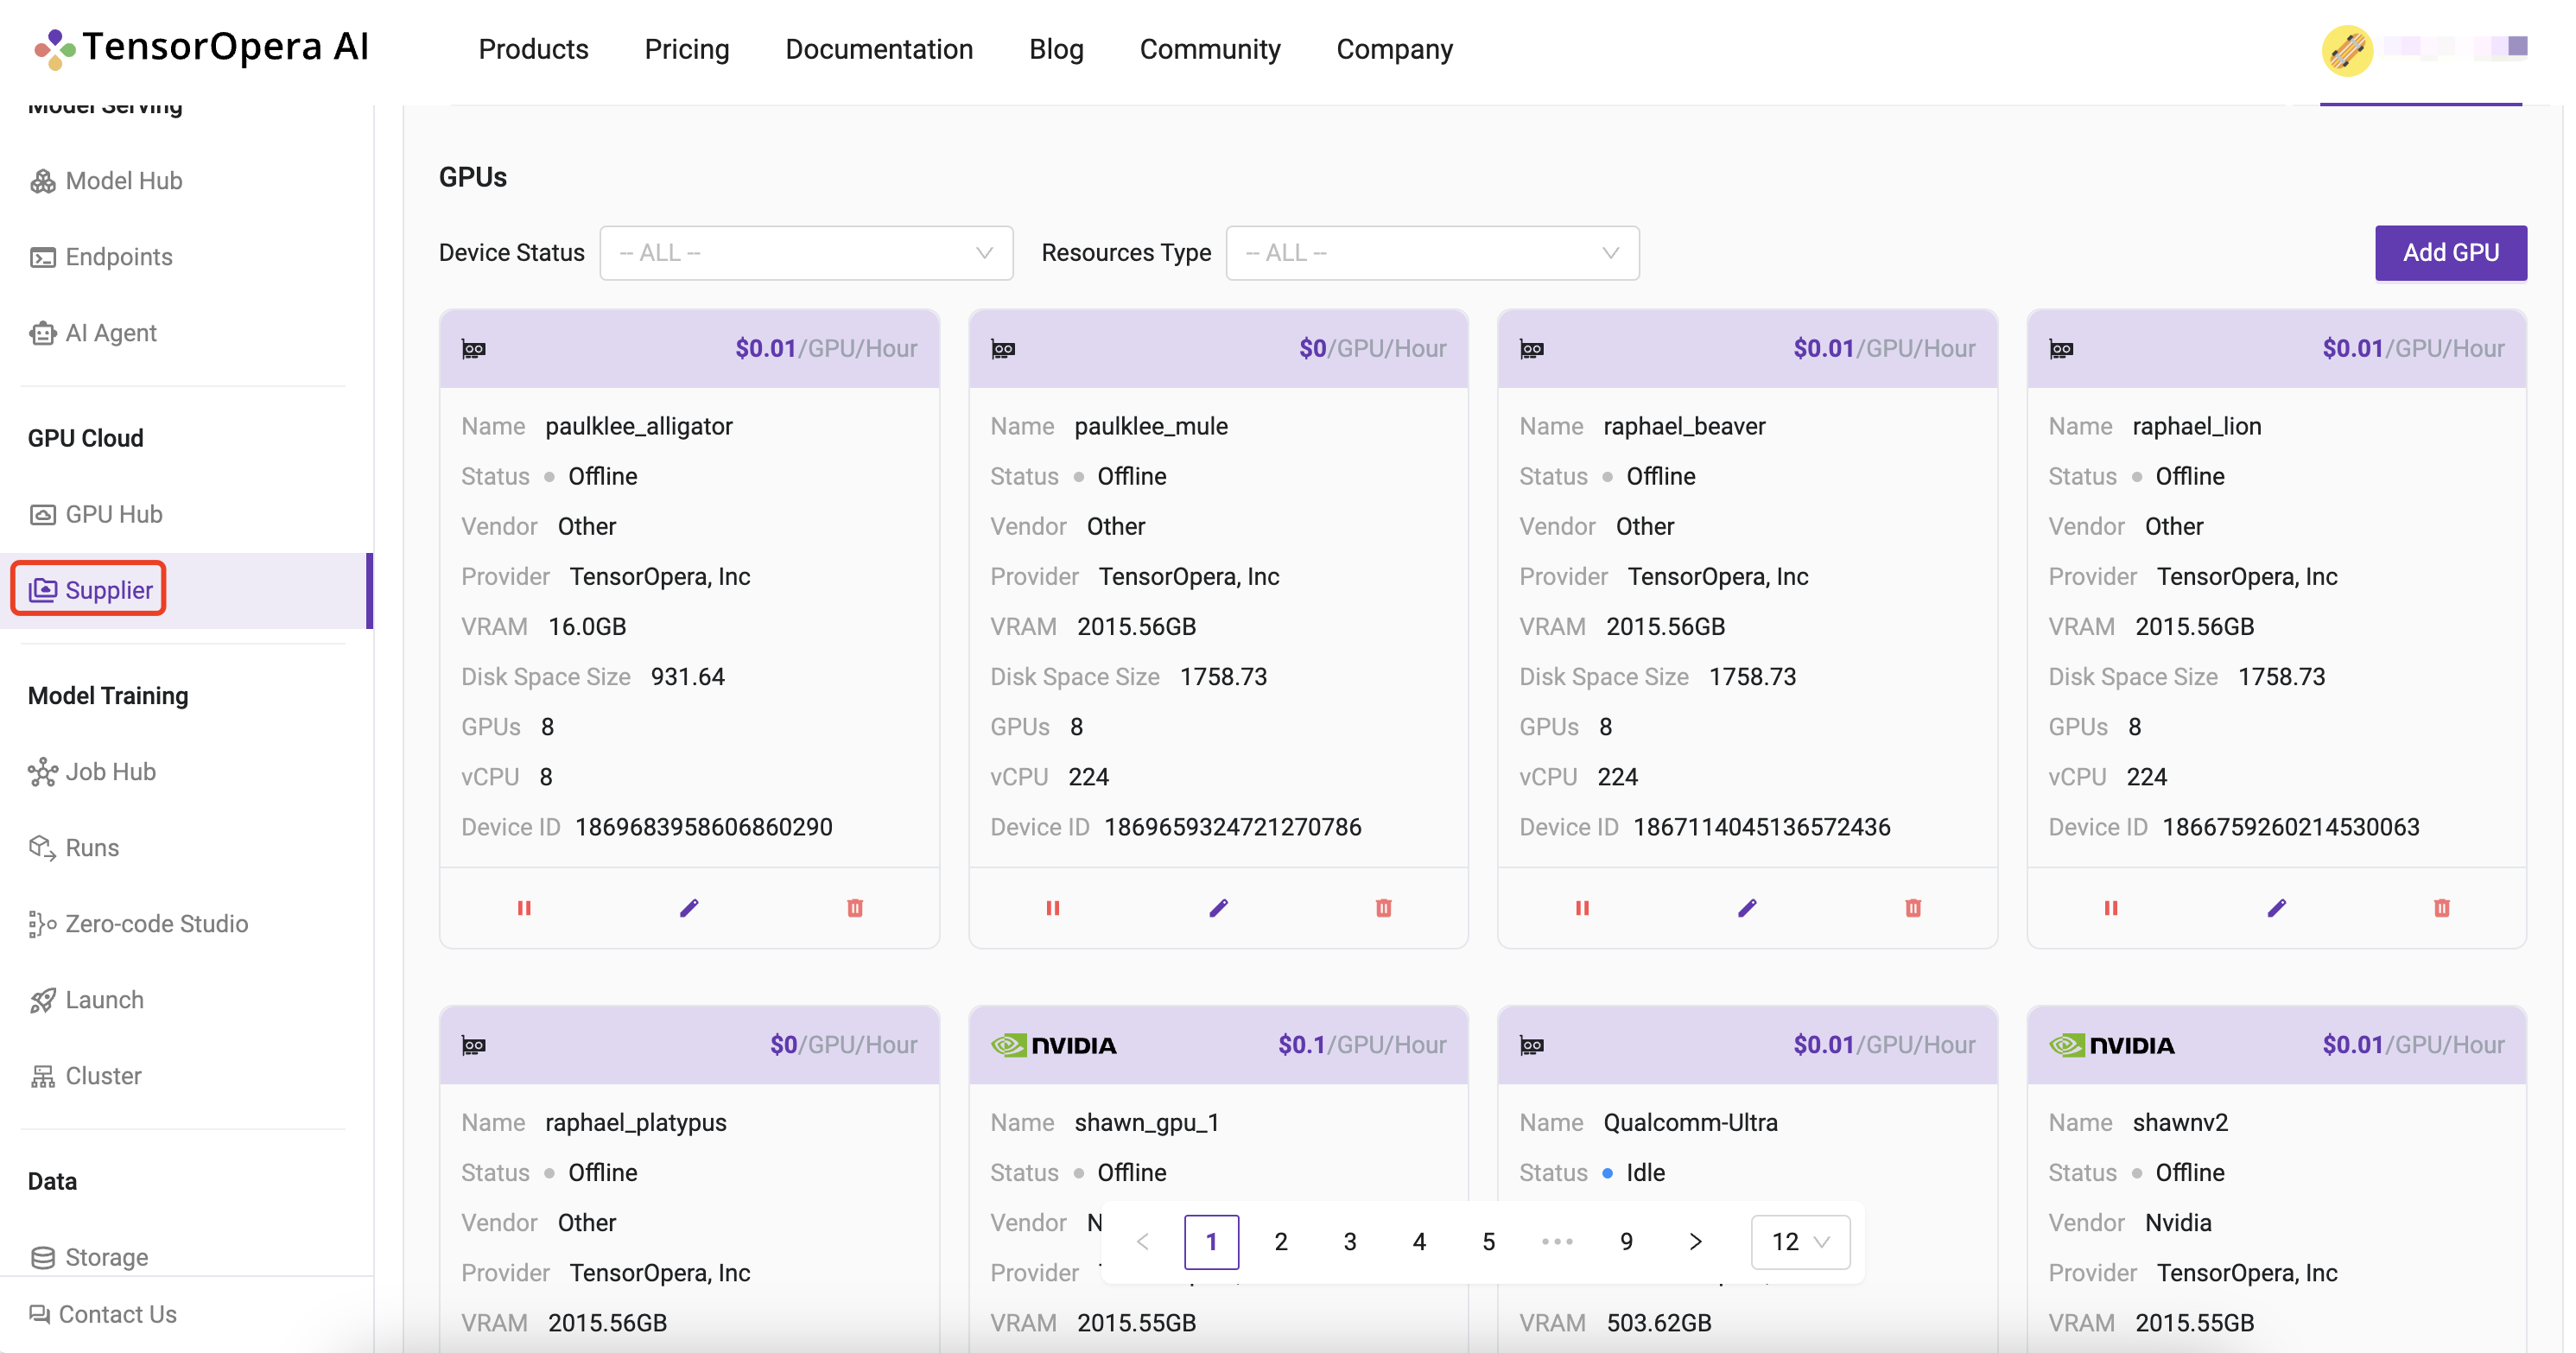 TensorOpera AI
Products Pricing Documentation Blog Community Company
Model Serving
Model Hub
Endpoints
AI Agent
GPU Cloud
GPU Hub
Supplier
Model Training
Job Hub
Runs
Zero-code Studio
Launch
Cluster
Data
Storage
Contact Us
GPUs
Device Status -- ALL -- Resources Type -- ALL -- Add GPU
$0.01/GPU/Hour
Name paulklee_alligator
Status Offline
Vendor Other
Provider TensorOpera, Inc
VRAM 16.0GB
Disk Space Size 931.64
GPUs 8
vCPU 8
Device ID 1869683958606860290
$0/GPU/Hour
Name paulklee_mule
Status Offline
Vendor Other
Provider TensorOpera, Inc
VRAM 2015.56GB
Disk Space Size 1758.73
GPUs 8
vCPU 224
Device ID 1869659324721270786
$0.01/GPU/Hour
Name raphael_beaver
Status Offline
Vendor Other
Provider TensorOpera, Inc
VRAM 2015.56GB
Disk Space Size 1758.73
GPUs 8
vCPU 224
Device ID 1867114045136572436
$0.01/GPU/Hour
Name raphael_lion
Status Offline
Vendor Other
Provider TensorOpera, Inc
VRAM 2015.56GB
Disk Space Size 1758.73
GPUs 8
vCPU 224
Device ID 1866759260214530063
$0/GPU/Hour
Name raphael_platypus
Status Offline
Vendor Other
Provider TensorOpera, Inc
VRAM 2015.56GB
NVIDIA $0.1/GPU/Hour
Name shawn_gpu_1
Status Offline
Vendor
Provider
VRAM 2015.55GB
$0.01/GPU/Hour
Name Qualcomm-Ultra
Status Idle
VRAM 503.62GB
NVIDIA $0.01/GPU/Hour
Name shawnv2
Status Offline
Vendor Nvidia
Provider TensorOpera, Inc
VRAM 2015.55GB
< 1 2 3 4 5 ••• 9 > 12